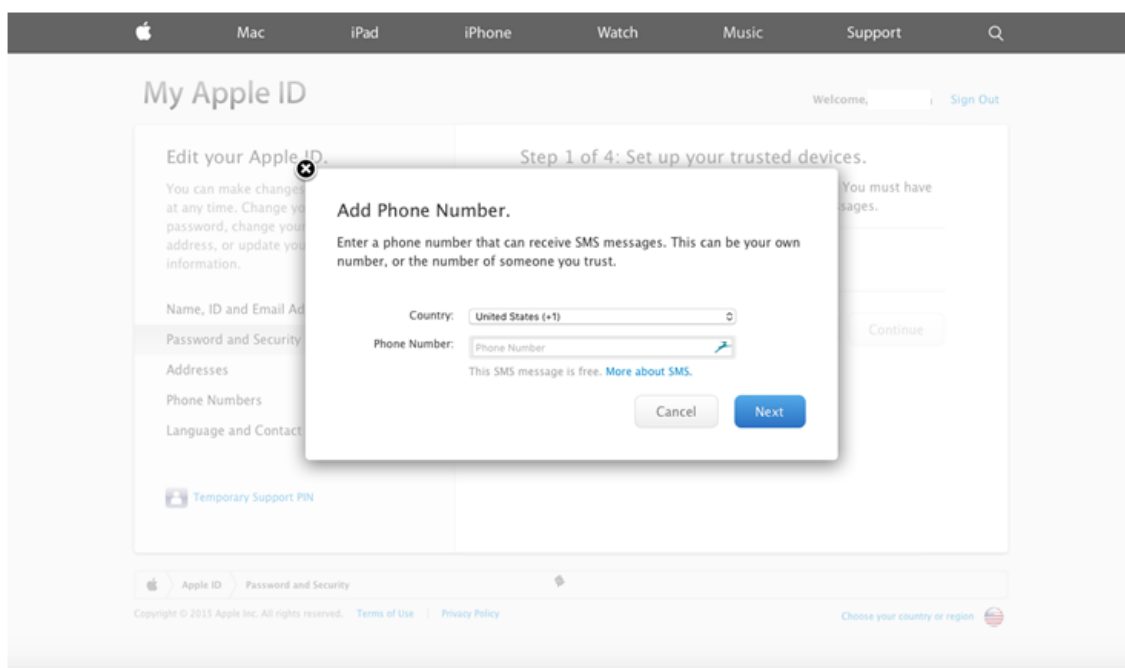 Mac iPad iPhone Watch Music Support
My Apple ID
Welcome, Sign Out
Edit your Apple ID.
You can make changes
at any time. Change
password, change your
address, or update
information.
Name, ID and Email
Password and Security
Addresses
Phone Numbers
Language and Contact
Temporary Support PIN
Step 1 of 4: Set up your trusted devices.
You must have
Continue
Add Phone Number.
Enter a phone number that can receive SMS messages. This can be your own
number, or the number of someone you trust.
Country: United States (+1)
Phone Number: Phone Number
This SMS message is free. More about SMS.
Cancel Next
Apple ID Password and Security
Copyright © 2015 Apple Inc. All rights reserved. Terms of Use Privacy Policy
Choose your country or region